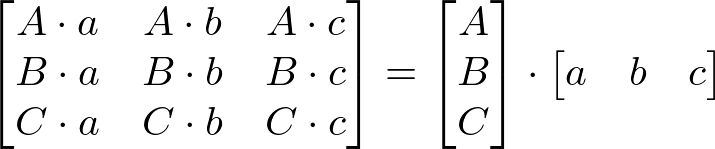 [A · a  A · b  A · c] [A]
[B · a  B · b  B · c] = [B] · [a  b  c]
[C · a  C · b  C · c] [C]